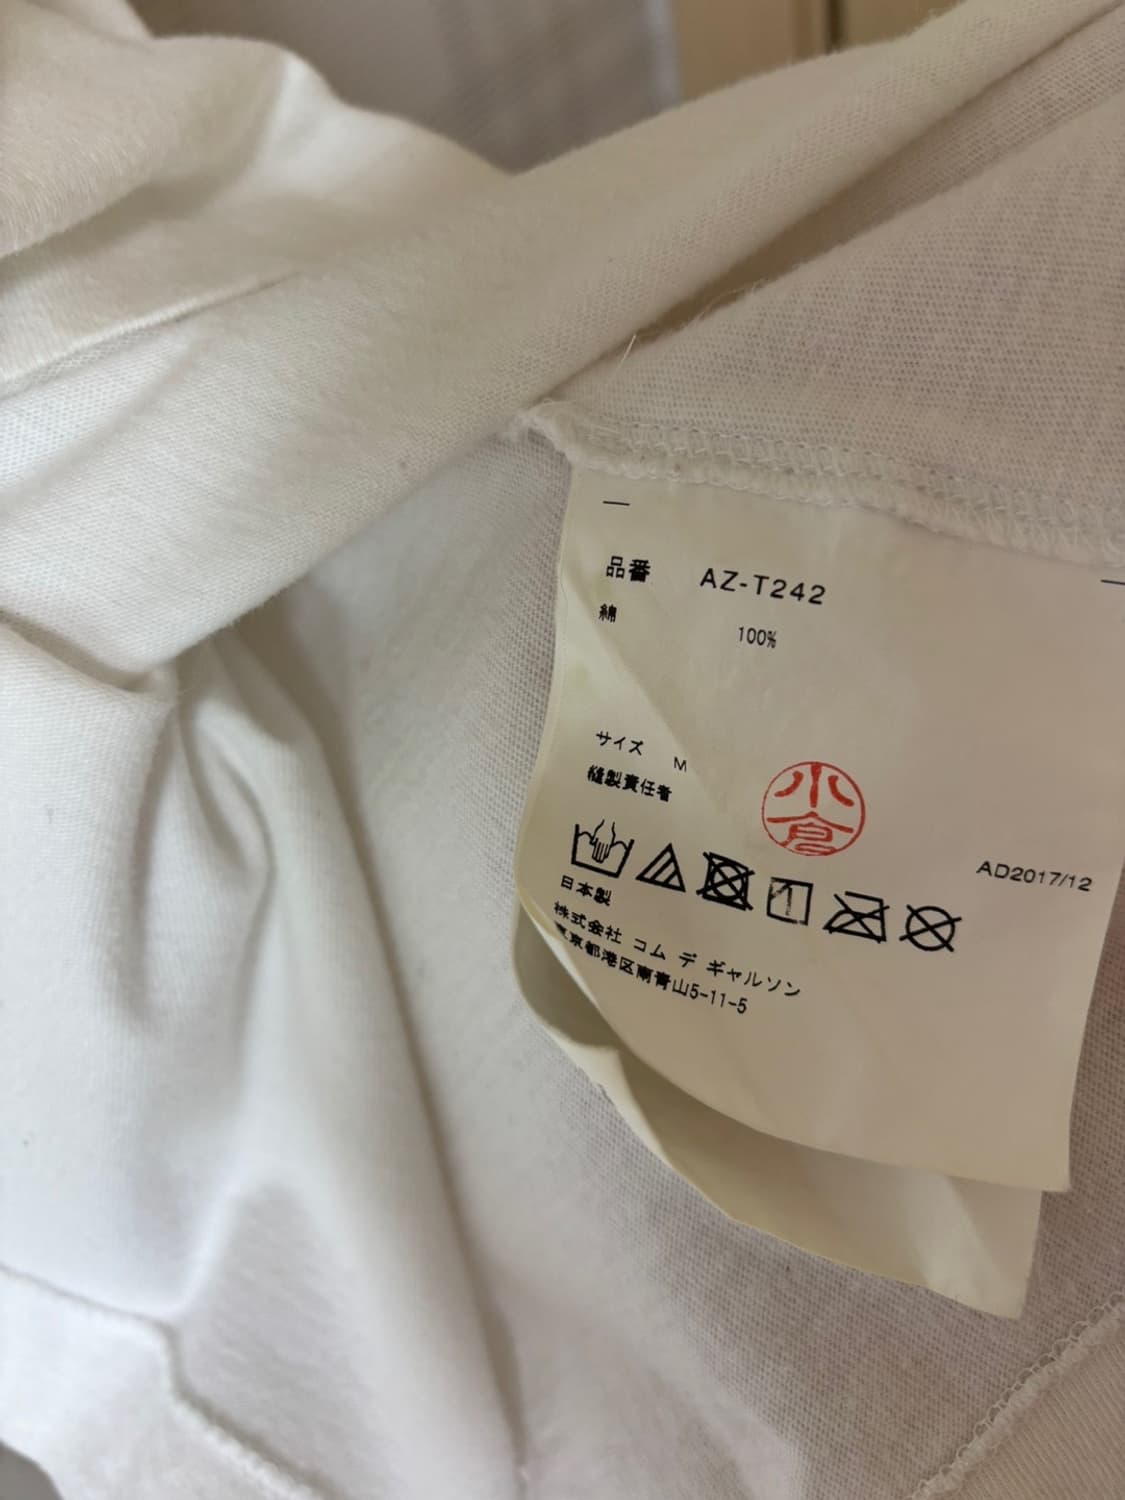 品番 AZ-T242
綿 100%
サイズ M
縫製責任者
小倉
AD2017/12
日本製
株式会社 コム デ ギャルソン
東京都港区南青山5-11-5